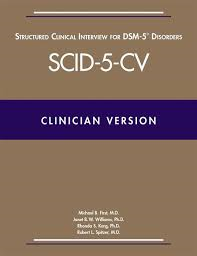 STRUCTURED CLINICAL INTERVIEW FOR DSM-5® DISORDERS
SCID-5-CV
CLINICIAN VERSION
Michael B. First, M.D.
Janet B. W. Williams, Ph.D.
Rhonda S. Karg, Ph.D.
Robert L. Spitzer, M.D.